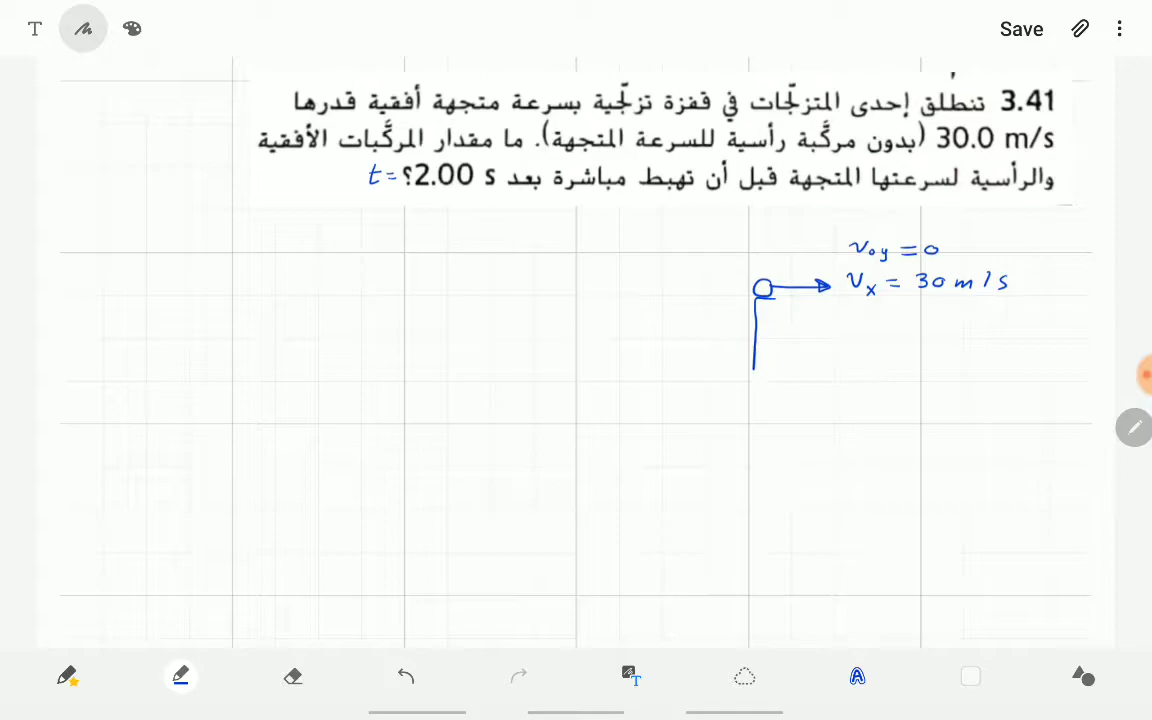 T
Save
3.41 تنطلق إحدى المتزلّجات في قفزة تزلّجية بسرعة متجهة أفقية قدرها
30.0 m/s (بدون مركَّبة رأسية للسرعة المتجهة). ما مقدار المركَّبات الأفقية
والرأسية لسرعتها المتجهة قبل أن تهبط مباشرة بعد 2.00 s؟ t=
v₀y = 0
vₓ = 30 m/s
T
A